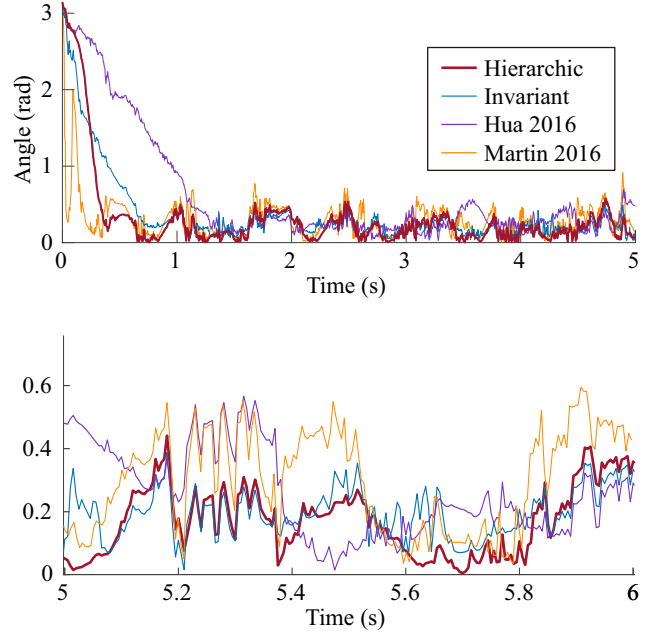 3
2
1
0
Angle (rad)
Hierarchic
Invariant
Hua 2016
Martin 2016
0 1 2 3 4 5
Time (s)
0.6
0.4
0.2
0
5 5.2 5.4 5.6 5.8 6
Time (s)